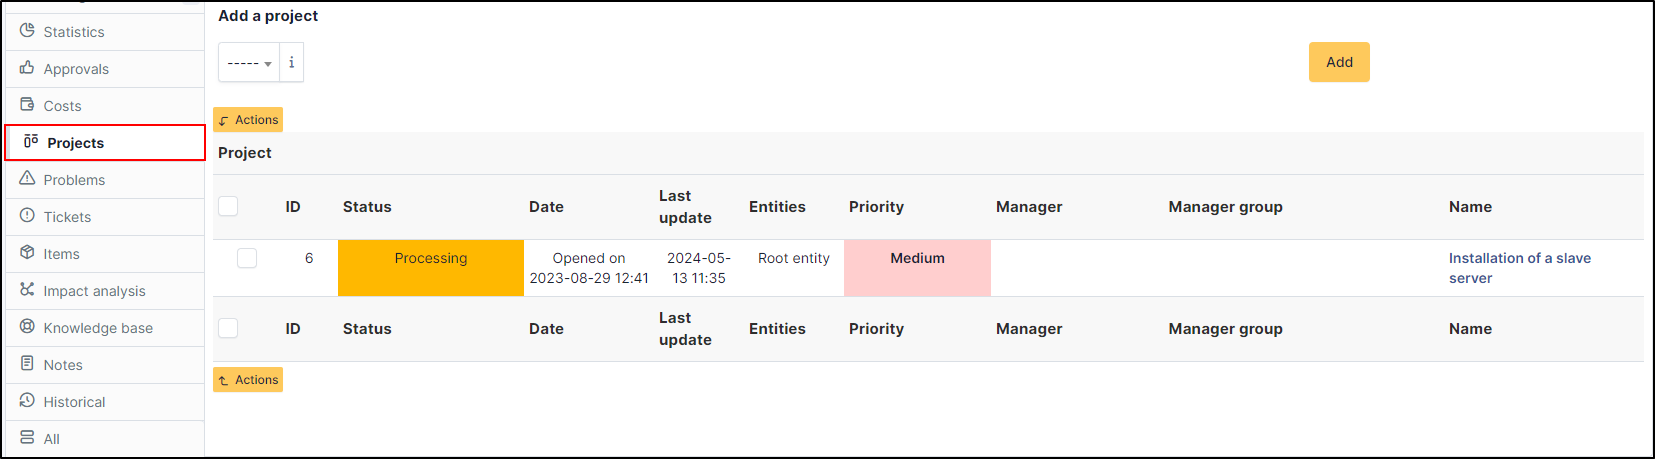 Statistics
Approvals
Costs
Projects
Problems
Tickets
Items
Impact analysis
Knowledge base
Notes
Historical
All
Add a project
----- i
Add
Actions
Project
ID Status Date Last update Entities Priority Manager Manager group Name
6 Processing Opened on 2023-08-29 12:41 2024-05-13 11:35 Root entity Medium Installation of a slave server
ID Status Date Last update Entities Priority Manager Manager group Name
Actions